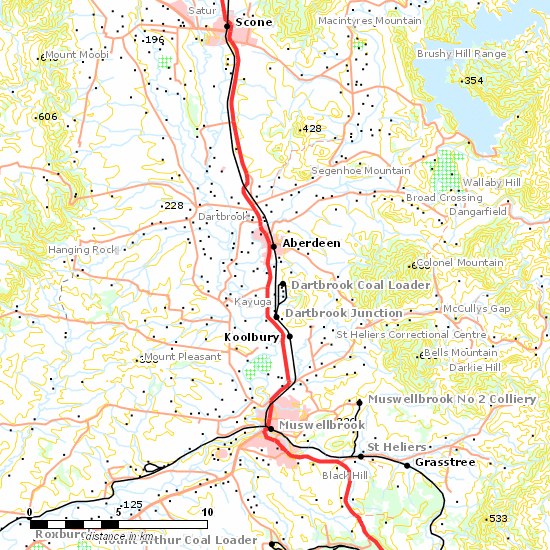 Satur
Scone
Macintyres Mountain
196
Mount Moobi
Brushy Hill Range
354
606
428
Segenhoe Mountain
Wallaby Hill
Broad Crossing
228
Dangarfield
Dartbrook
Aberdeen
Hanging Rock
Colonel Mountain
Dartbrook Coal Loader
Kayuga
McCullys Gap
Dartbrook Junction
Koolbury
St Heliers Correctional Centre
Mount Pleasant
Bells Mountain
Darkie Hill
Muswellbrook No 2 Colliery
Muswellbrook
St Heliers
Grasstree
Black Hill
125
0 5 10
533
Roxburgh
distance in km
Mount Arthur Coal Loader